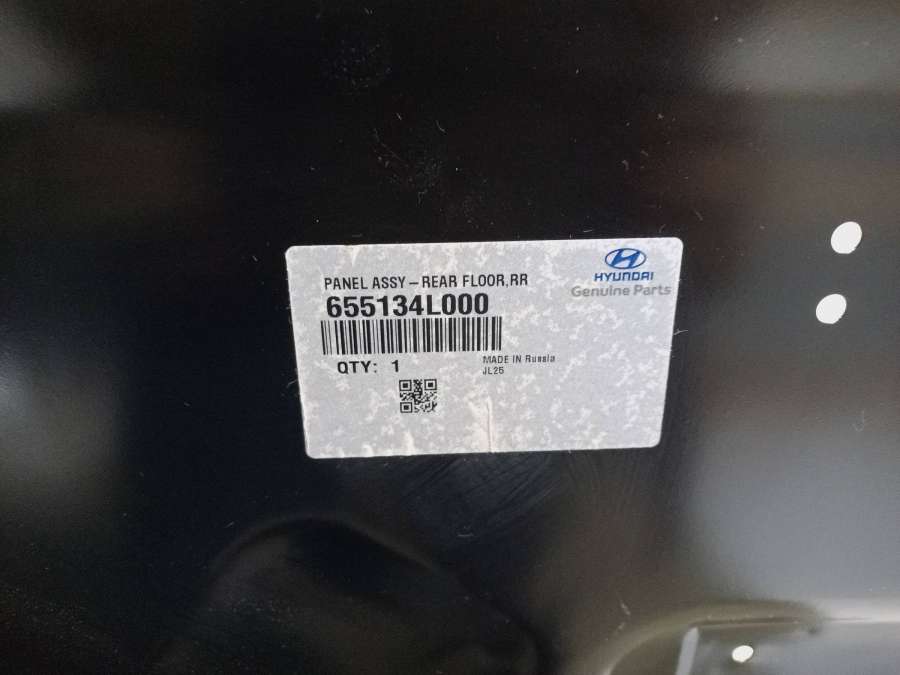 PANEL ASSY-REAR FLOOR,RR
655134L000
HYUNDAI
Genuine Parts
QTY: 1
MADE IN Russia
JL25